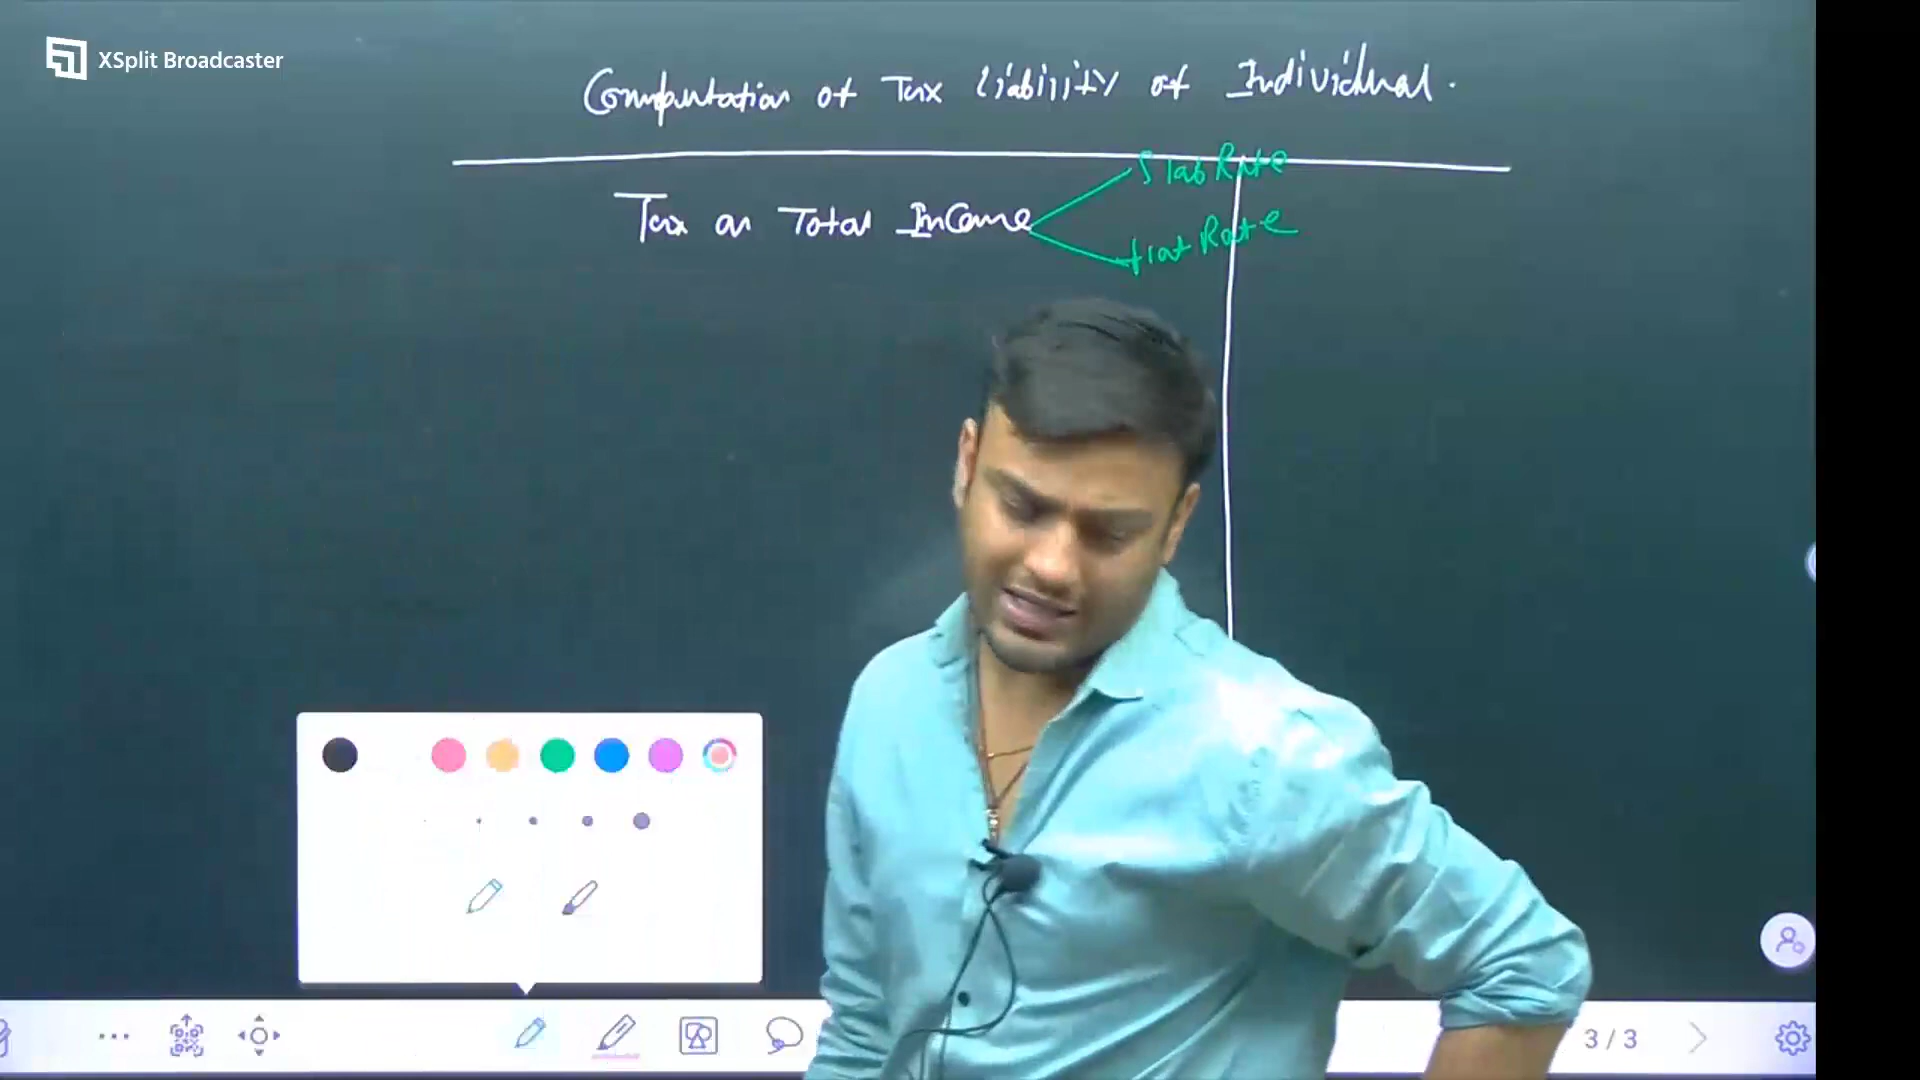 XSplit Broadcaster
Computation of Tax Liability of Individual.
Slab Rate
Tax on Total Income
flat Rate
3/3